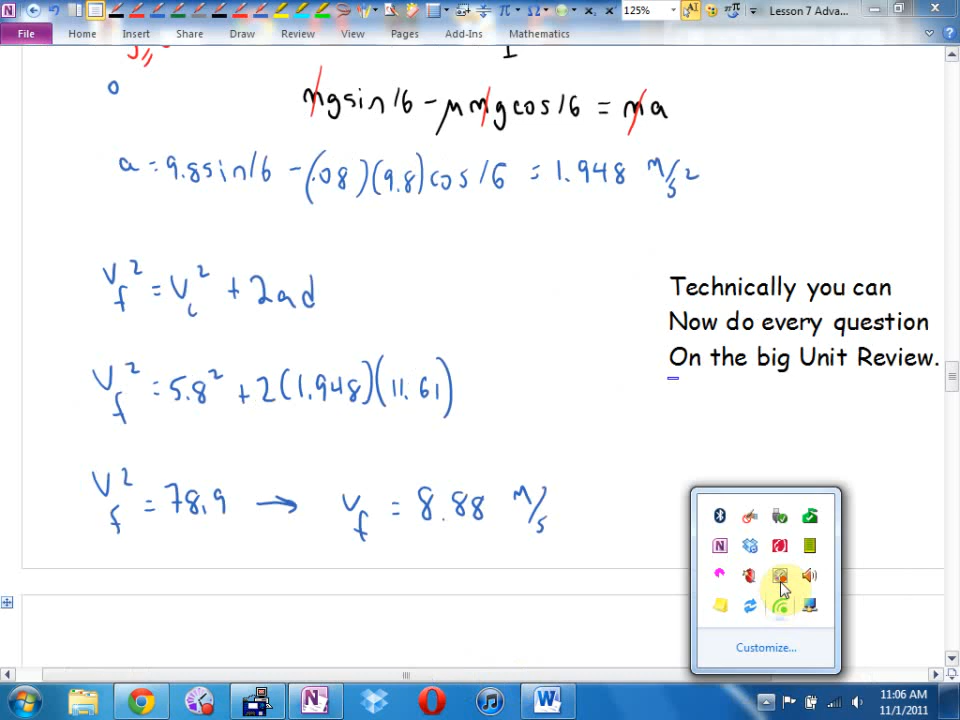 125% Lesson 7 Adva...
File Home Insert Share Draw Review View Pages Add-Ins Mathematics
mgsin16 - μmgcos16 = ma
a = 9.8sin16 - (.08)(9.8)cos16 = 1.948 m/s2
Vf² = Vi² + 2ad
Technically you can
Now do every question
On the big Unit Review.
Vf² = 5.8² + 2(1.948)(11.61)
Vf² = 78.9 → Vf = 8.88 m/s
Customize...
11:06 AM
11/1/2011